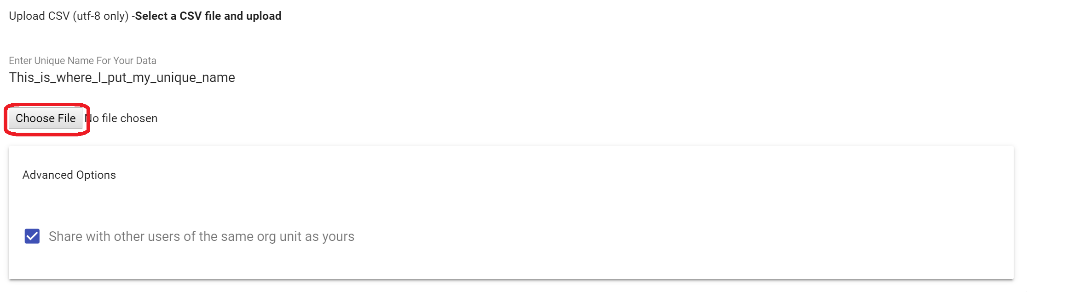 Upload CSV (utf-8 only) -Select a CSV file and upload
Enter Unique Name For Your Data
This_is_where_I_put_my_unique_name
Choose File No file chosen
Advanced Options
Share with other users of the same org unit as yours